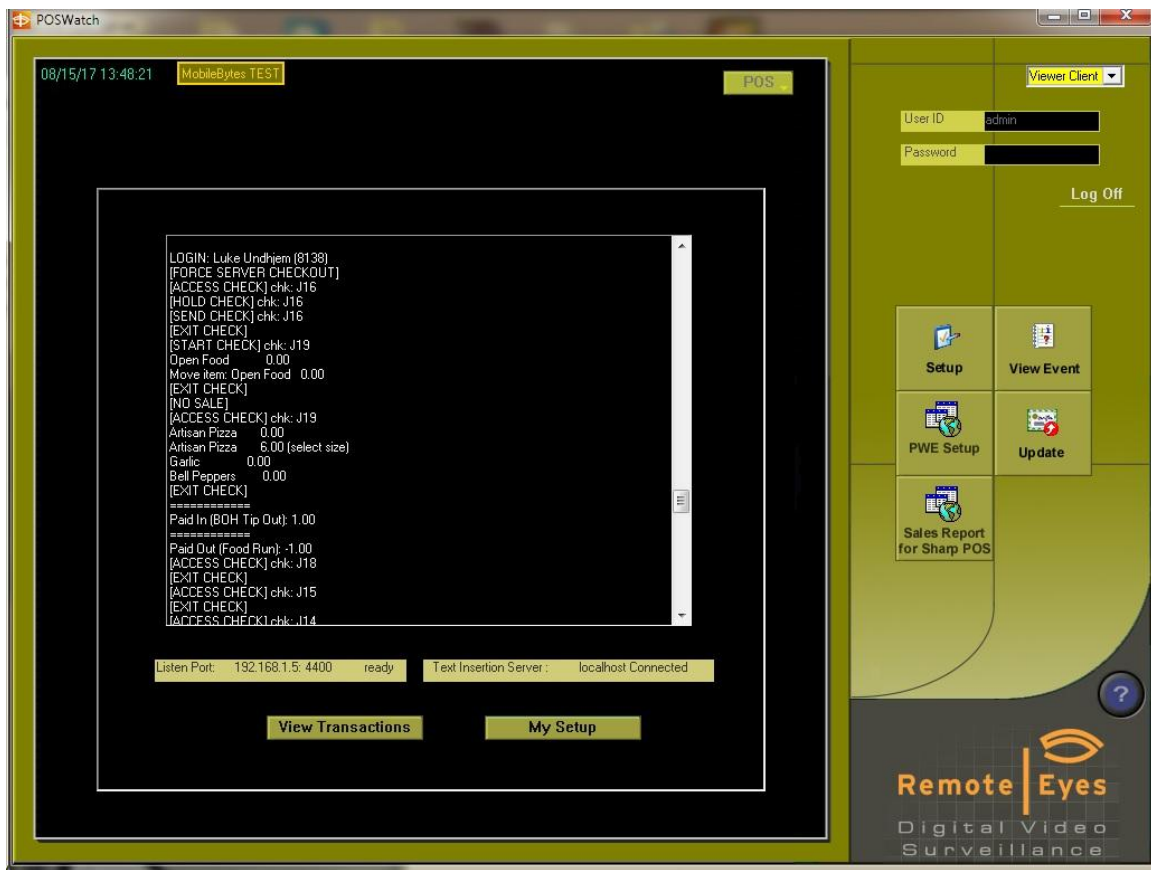 POSWatch
08/15/17 13:48:21 MobileBytes TEST
POS
LOGIN: Luke Undhjem (8138)
[FORCE SERVER CHECKOUT]
[ACCESS CHECK] chk: J16
[HOLD CHECK] chk: J16
[SEND CHECK] chk: J16
[EXIT CHECK]
[START CHECK] chk: J19
Open Food 0.00
Move item: Open Food 0.00
[EXIT CHECK]
[NO SALE]
[ACCESS CHECK] chk: J19
Artisan Pizza 0.00
Artisan Pizza 6.00 (select size)
Garlic 0.00
Bell Peppers 0.00
[EXIT CHECK]
============
Paid In (BOH Tip Out): 1.00
============
Paid Out (Food Run): -1.00
[ACCESS CHECK] chk: J18
[EXIT CHECK]
[ACCESS CHECK] chk: J15
[EXIT CHECK]
[ACCESS CHECK] chk: J14
Listen Port: 192.168.1.5: 4400 ready
Text Insertion Server : localhost Connected
View Transactions
My Setup
Viewer Client
User ID admin
Password
Log Off
Setup
View Event
PWE Setup
Update
Sales Report
for Sharp POS
?
Remote Eyes
Digital Video
Surveillance